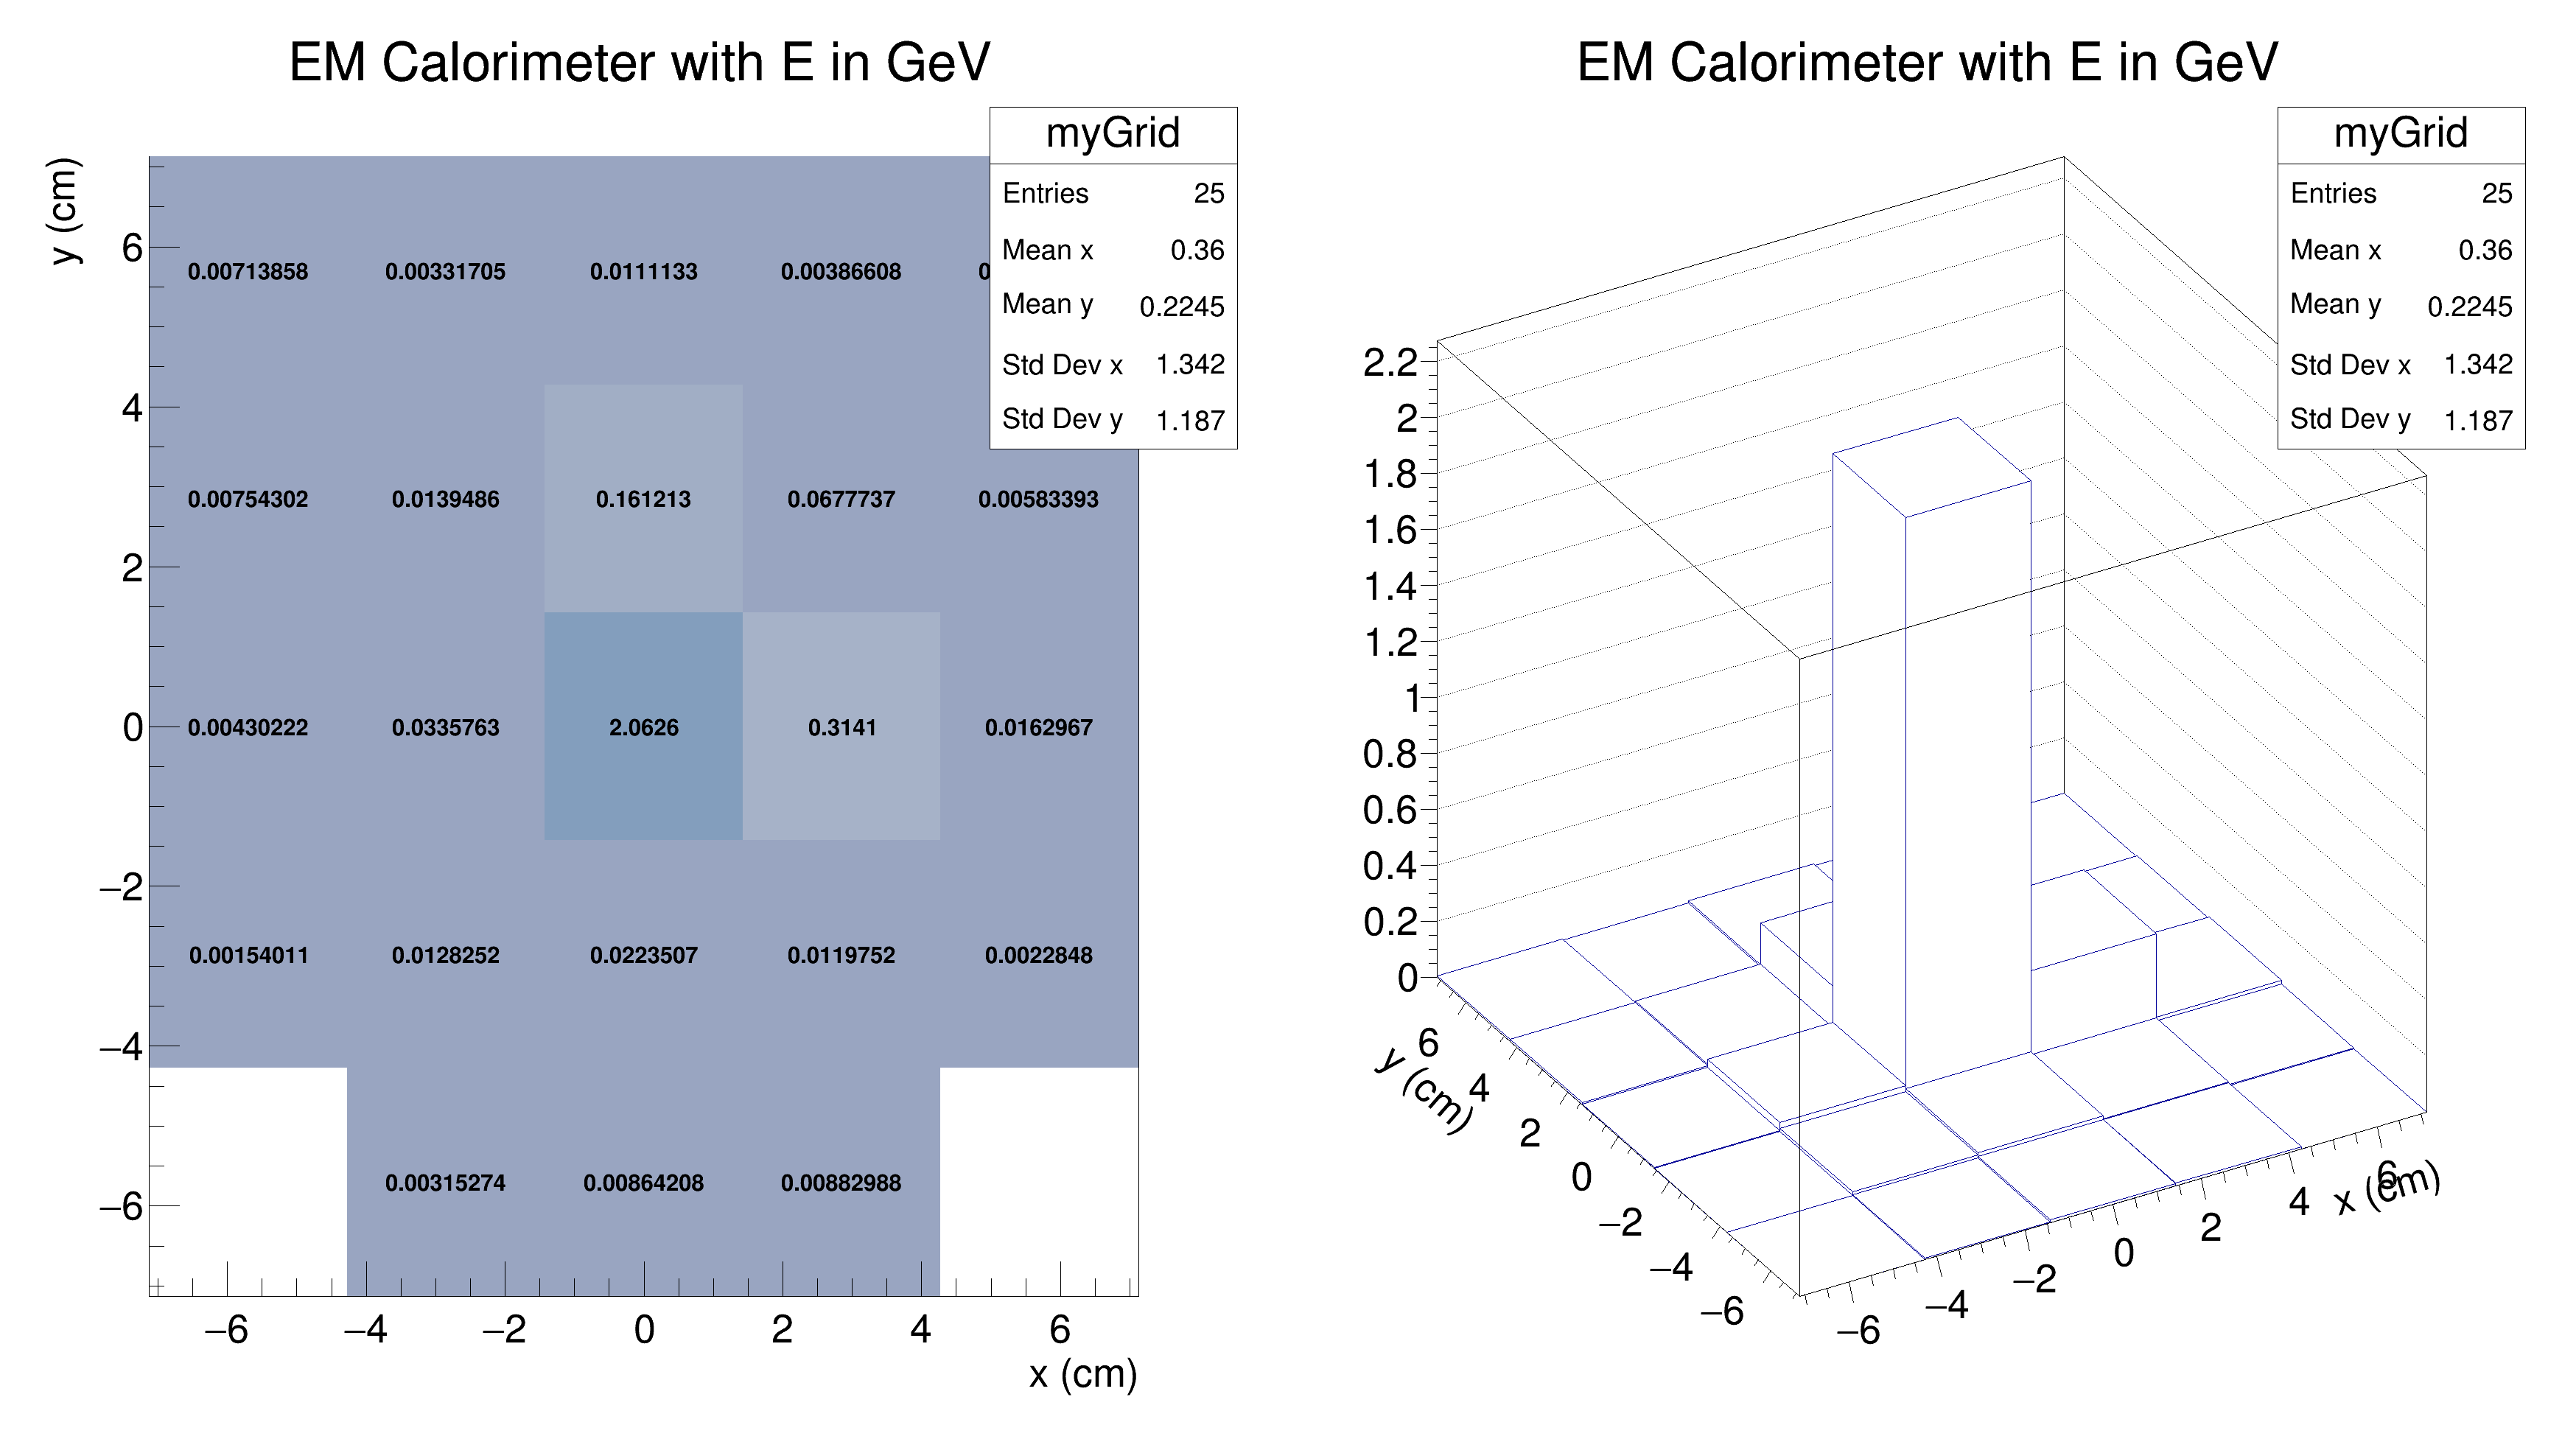 EM Calorimeter with E in GeV
myGrid
Entries 25
Mean x 0.36
Mean y 0.2245
Std Dev x 1.342
Std Dev y 1.187
y (cm)
6
4
2
0
−2
−4
−6
0.00713858 0.00331705 0.0111133 0.00386608
0.00754302 0.0139486 0.161213 0.0677737 0.00583393
0.00430222 0.0335763 2.0626 0.3141 0.0162967
0.00154011 0.0128252 0.0223507 0.0119752 0.0022848
0.00315274 0.00864208 0.00882988
−6 −4 −2 0 2 4 6
x (cm)
EM Calorimeter with E in GeV
myGrid
Entries 25
Mean x 0.36
Mean y 0.2245
Std Dev x 1.342
Std Dev y 1.187
2.2
2
1.8
1.6
1.4
1.2
1
0.8
0.6
0.4
0.2
0
6
4
2
0
−2
−4
−6
y (cm)
−6 −4 −2 0 2 4 6
x (cm)